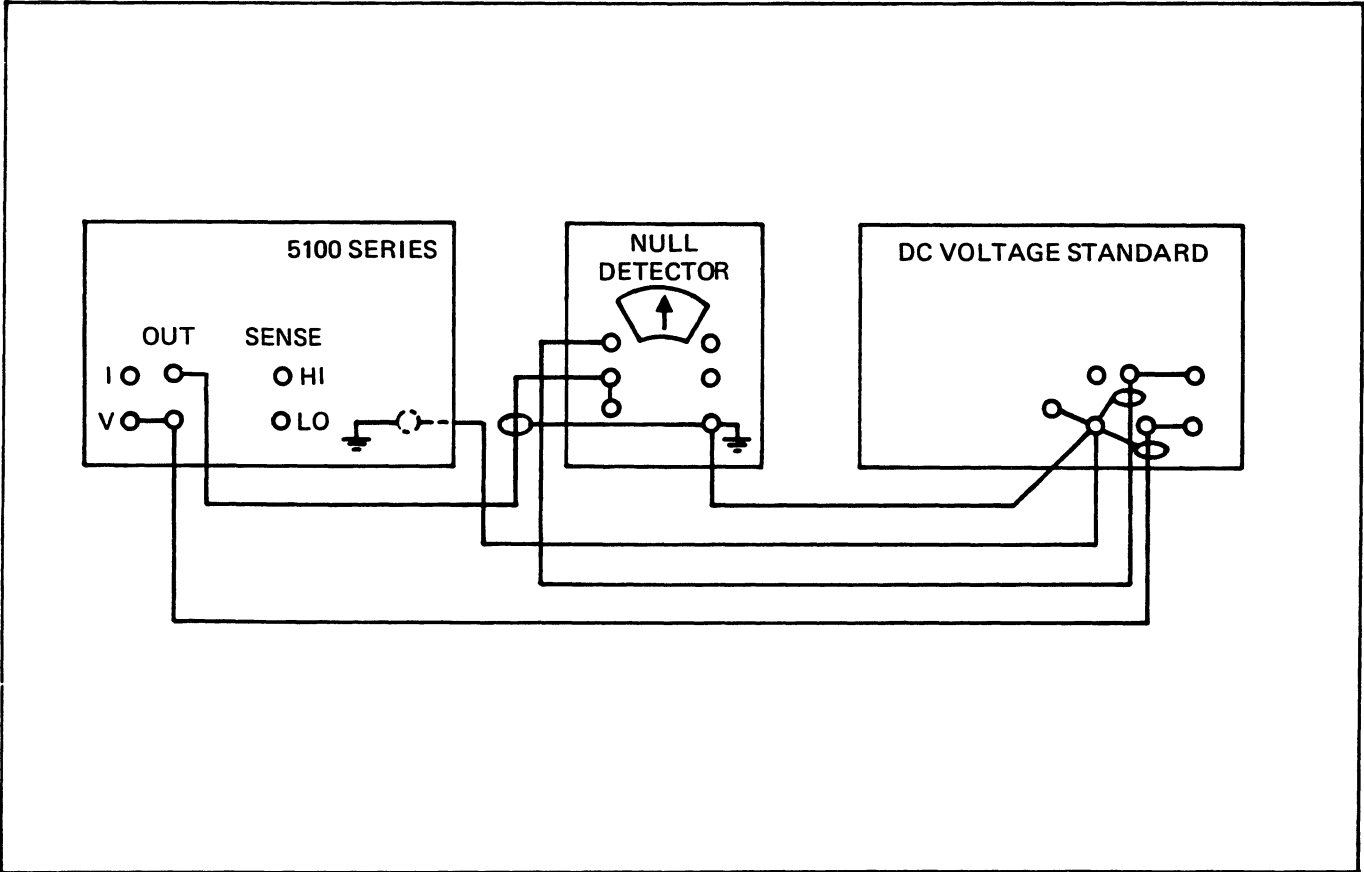 5100 SERIES
OUT
SENSE
I
HI
V
LO
NULL
DETECTOR
DC VOLTAGE STANDARD